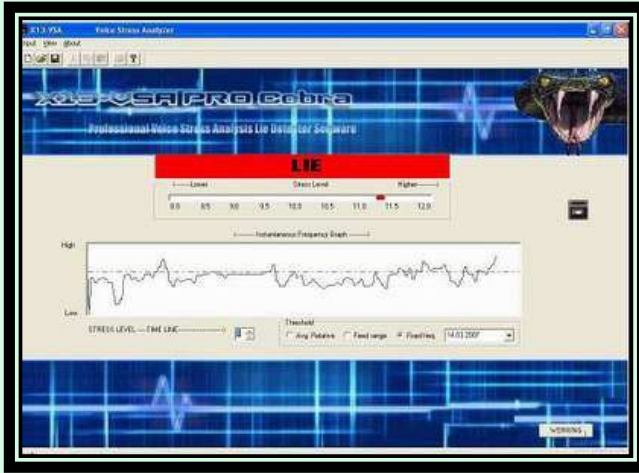 X13-VSA Voice Stress Analyzer
Input View About
X13-VSA PRO Cobra
Professional Voice Stress Analysis Lie Detector Software
LIE
Lower Stress Level Higher
8.0 8.5 9.0 9.5 10.0 10.5 11.0 11.5 12.0
Instantaneous Frequency Graph
High
Low
STRESS LEVEL --- TIME LINE
Threshold
Avg. Relative Fixed range Fixed freq.
WORKING